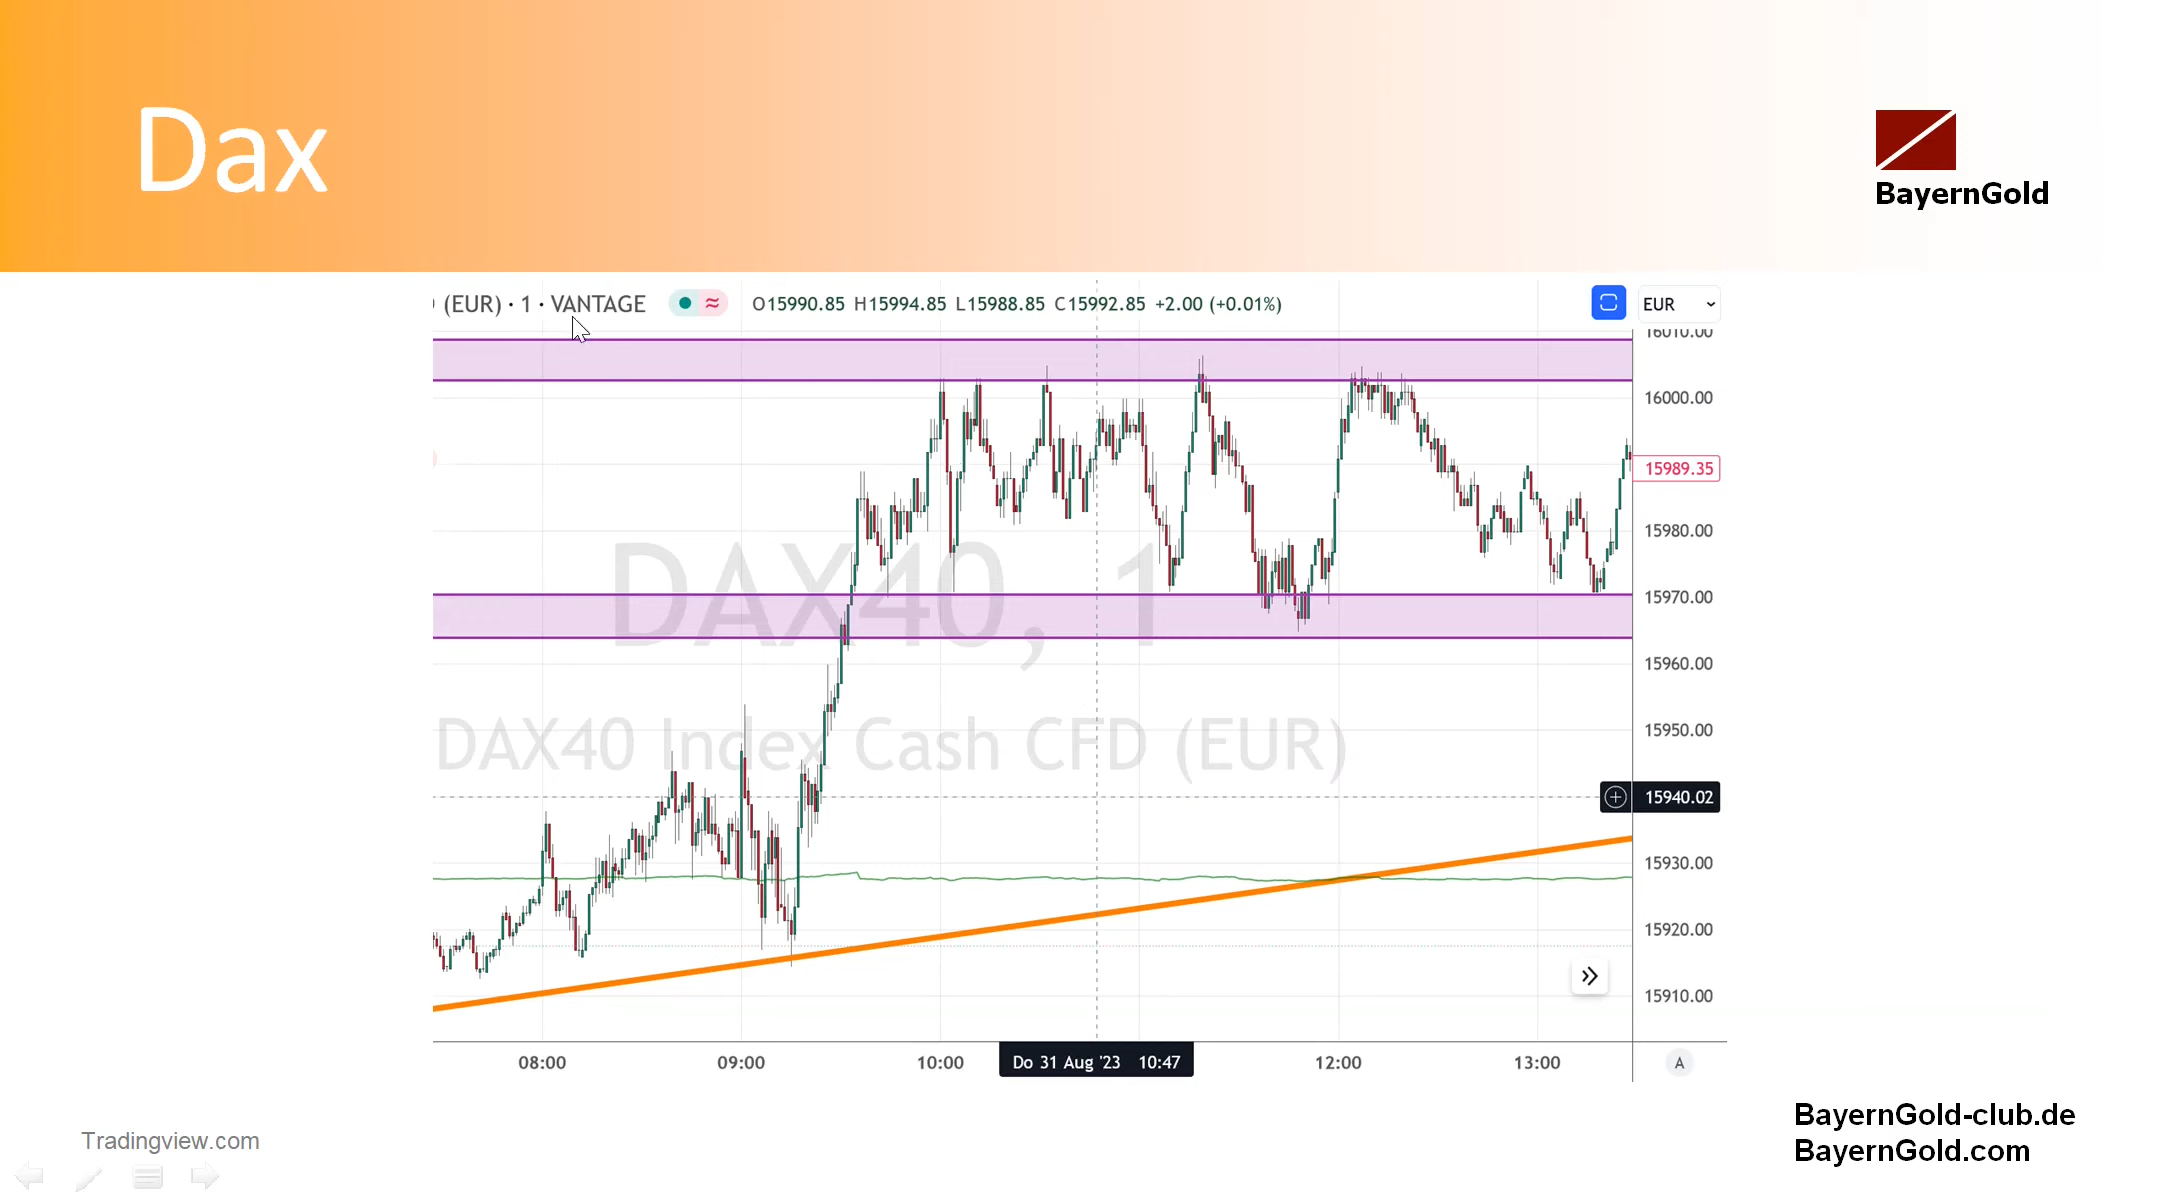 Dax
BayernGold
(EUR) · 1 · VANTAGE
O15990.85 H15994.85 L15988.85 C15992.85 +2.00 (+0.01%)
EUR
16010.00
16000.00
15989.35
15980.00
15970.00
15960.00
15950.00
15940.02
15930.00
15920.00
15910.00
DAX40, 1
DAX40 Index Cash CFD (EUR)
08:00
09:00
10:00
Do 31 Aug '23 10:47
12:00
13:00
A
Tradingview.com
BayernGold-club.de
BayernGold.com